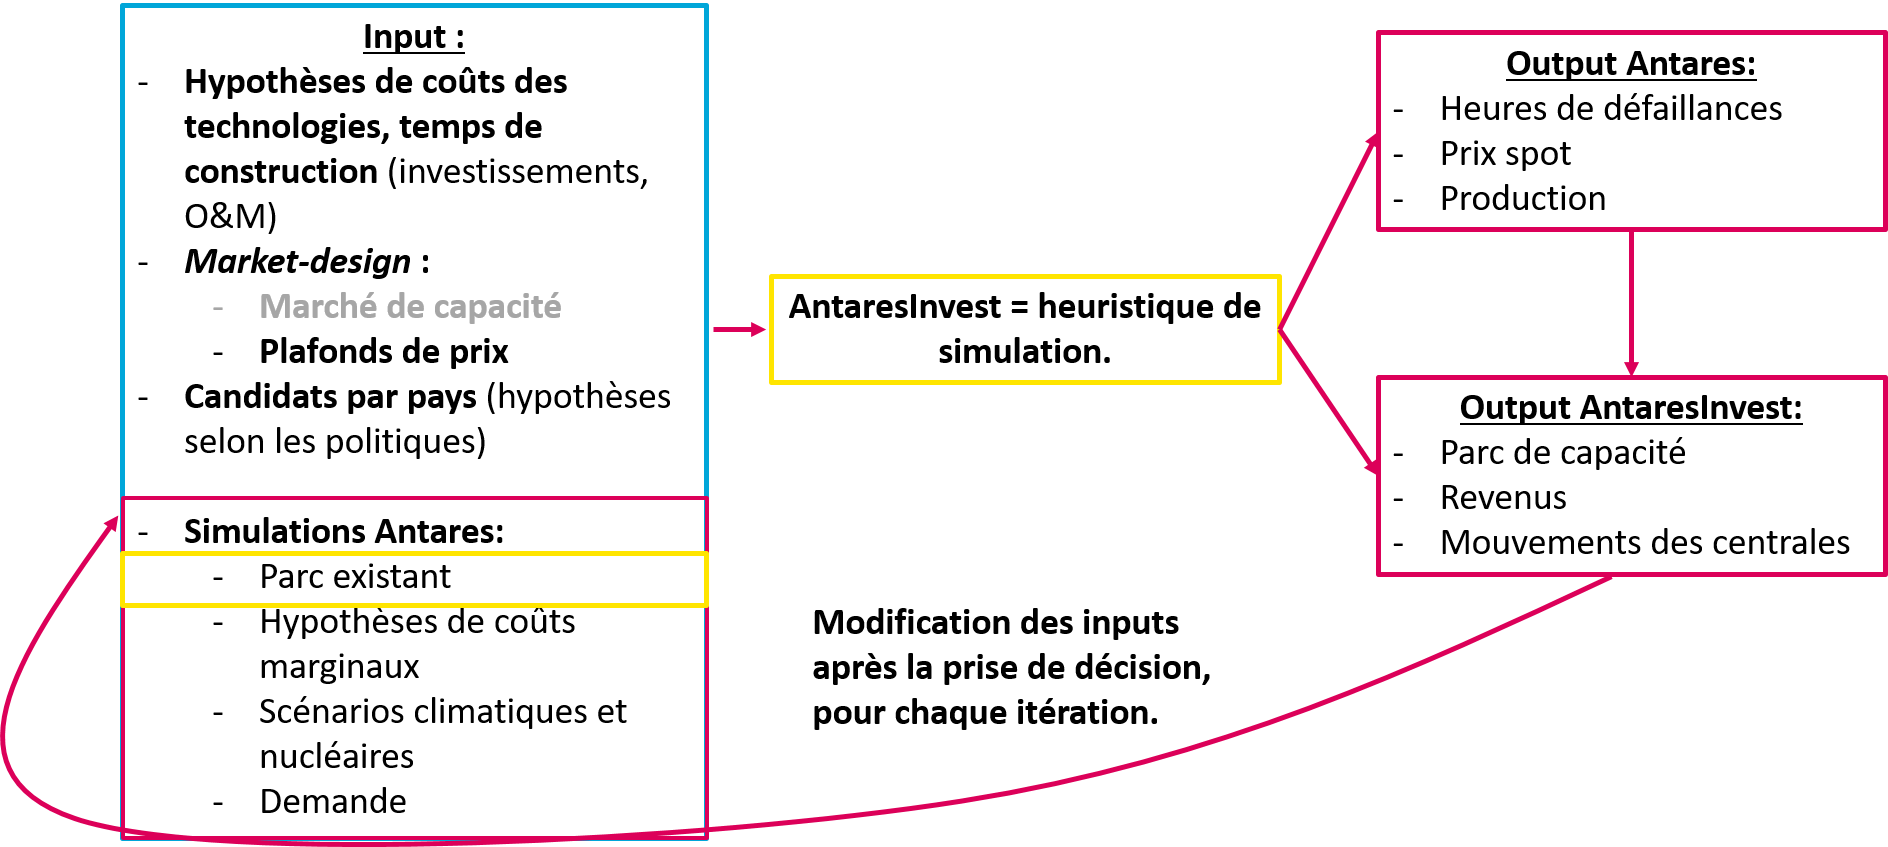 Input :
- Hypothèses de coûts des
technologies, temps de
construction (investissements,
O&M)
- Market-design :
- Marché de capacité
- Plafonds de prix
- Candidats par pays (hypothèses
selon les politiques)
- Simulations Antares:
- Parc existant
- Hypothèses de coûts
marginaux
- Scénarios climatiques et
nucléaires
- Demande
AntaresInvest = heuristique de
simulation.
Output Antares:
- Heures de défaillances
- Prix spot
- Production
Output AntaresInvest:
- Parc de capacité
- Revenus
- Mouvements des centrales
Modification des inputs
après la prise de décision,
pour chaque itération.